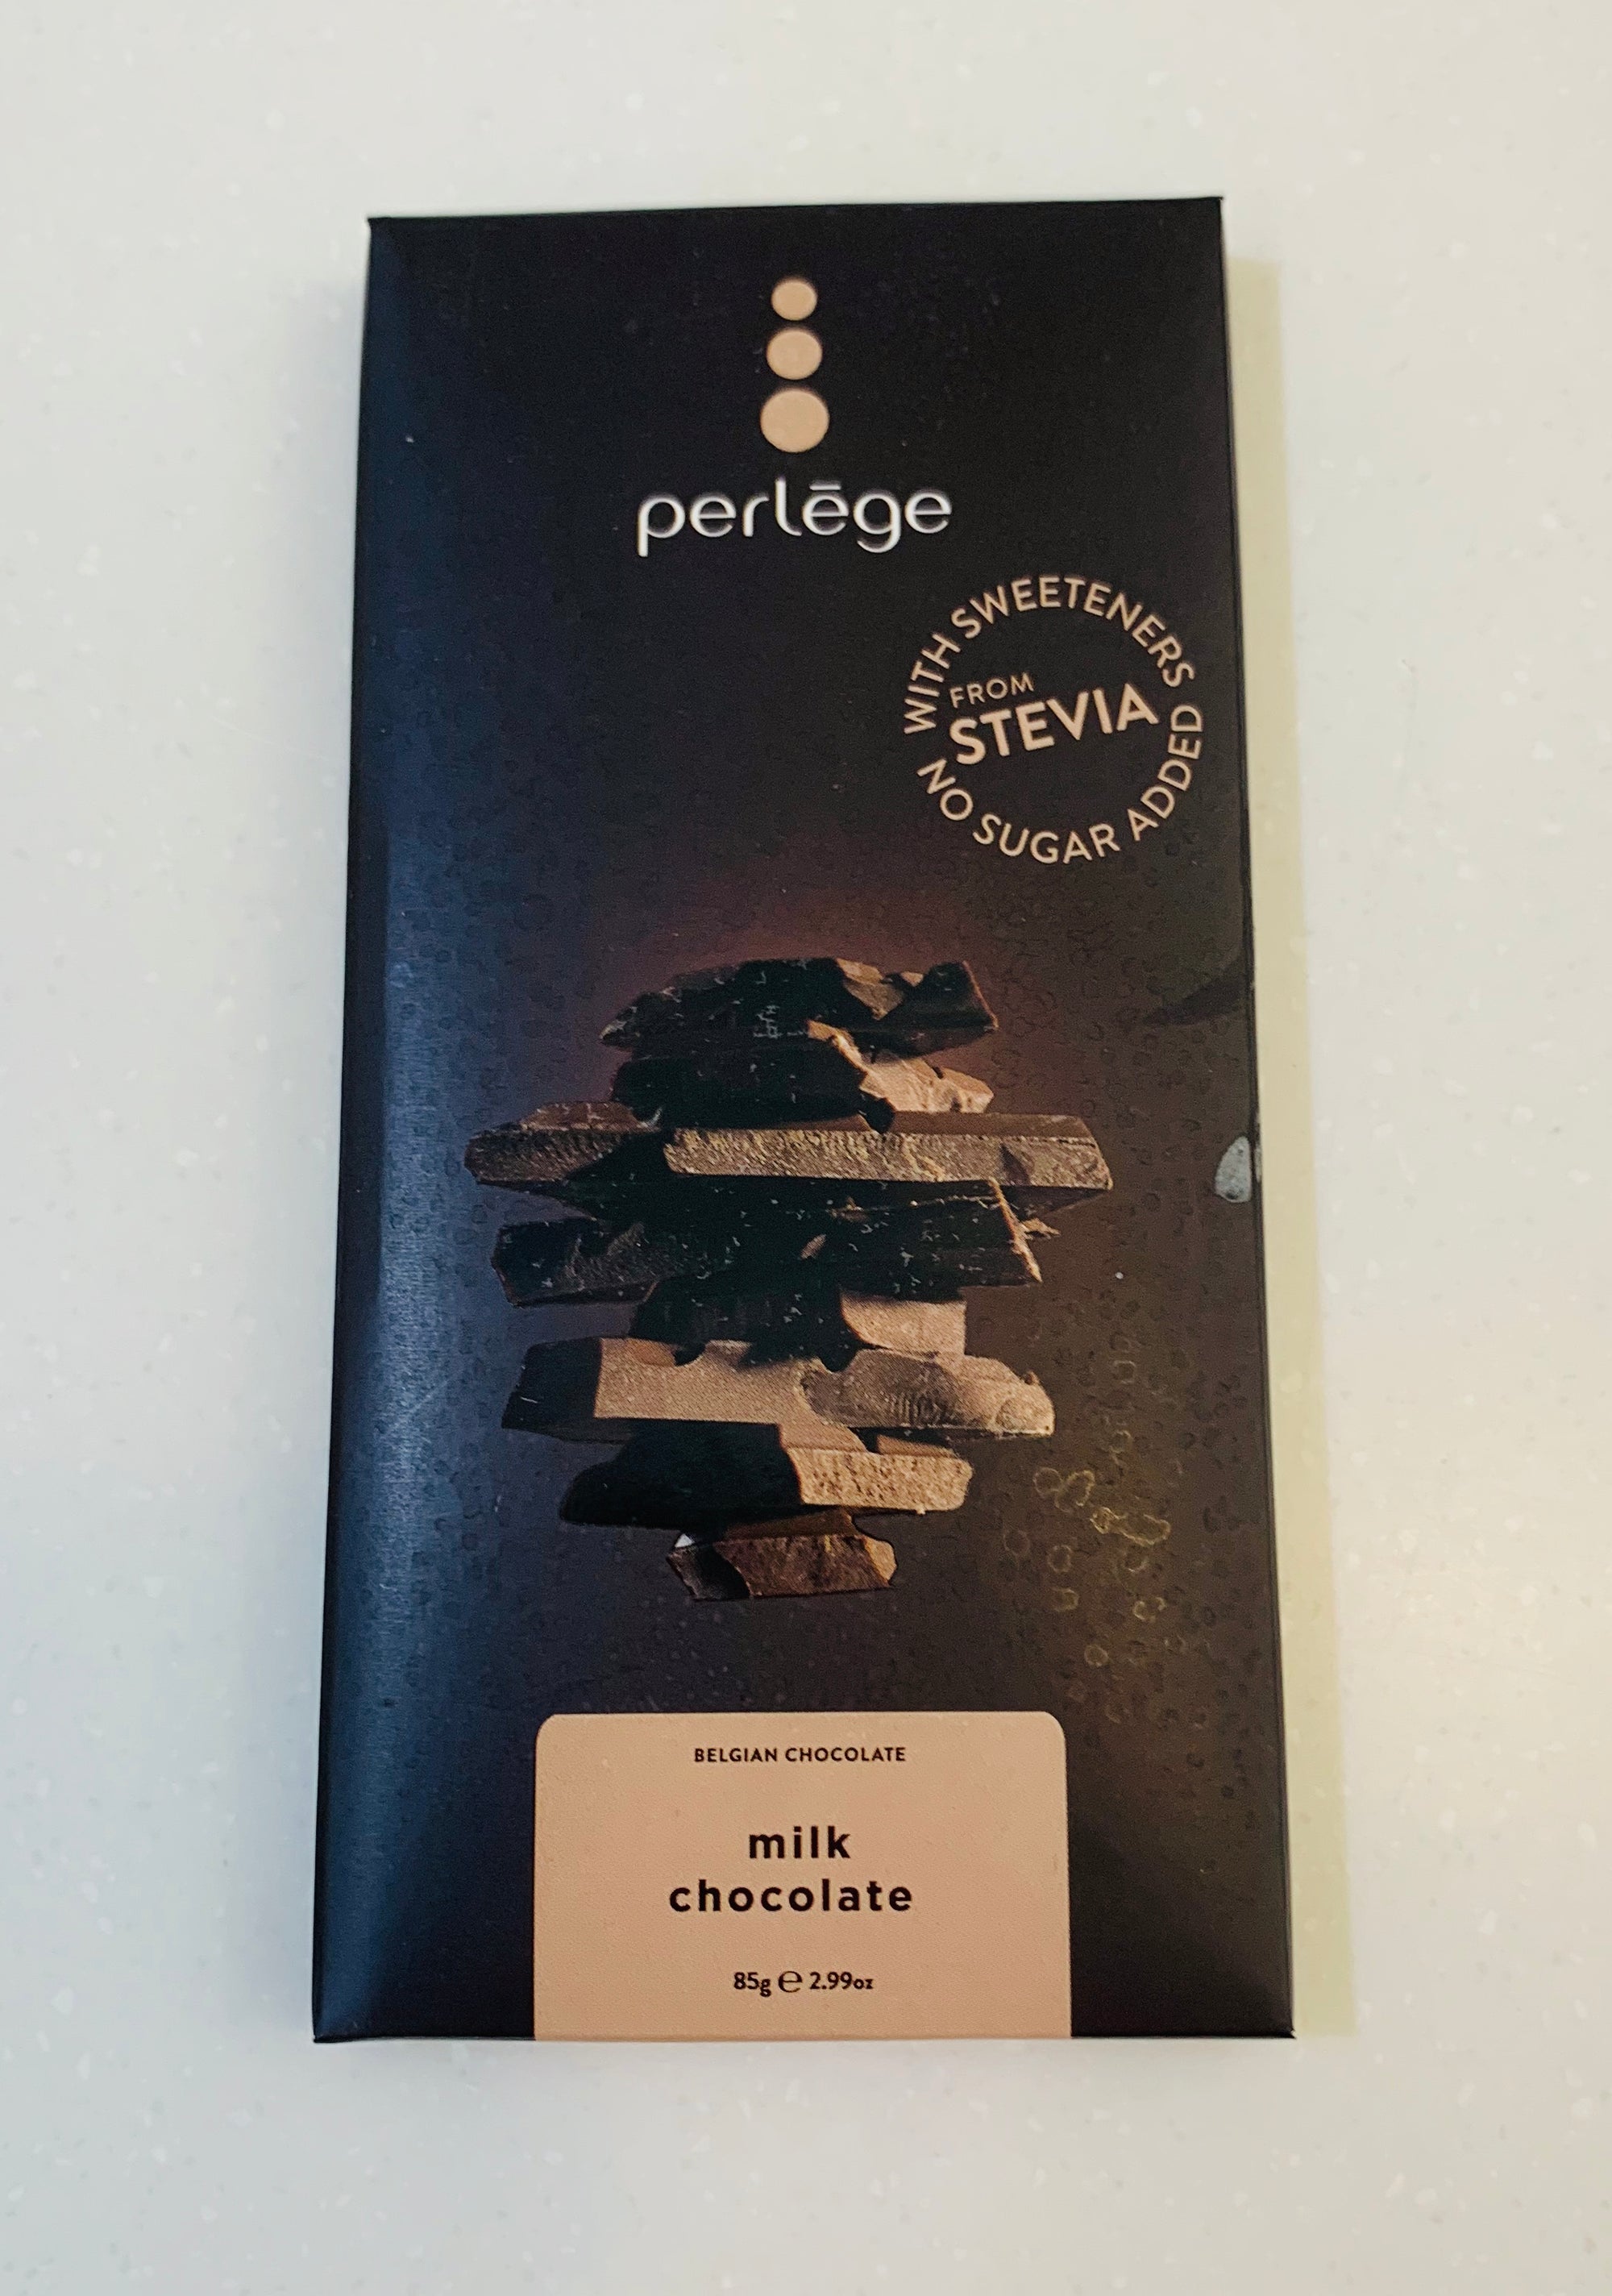 perlēge
WITH SWEETENERS
FROM
STEVIA
NO SUGAR ADDED
BELGIAN CHOCOLATE
milk
chocolate
85g ℮ 2.99oz